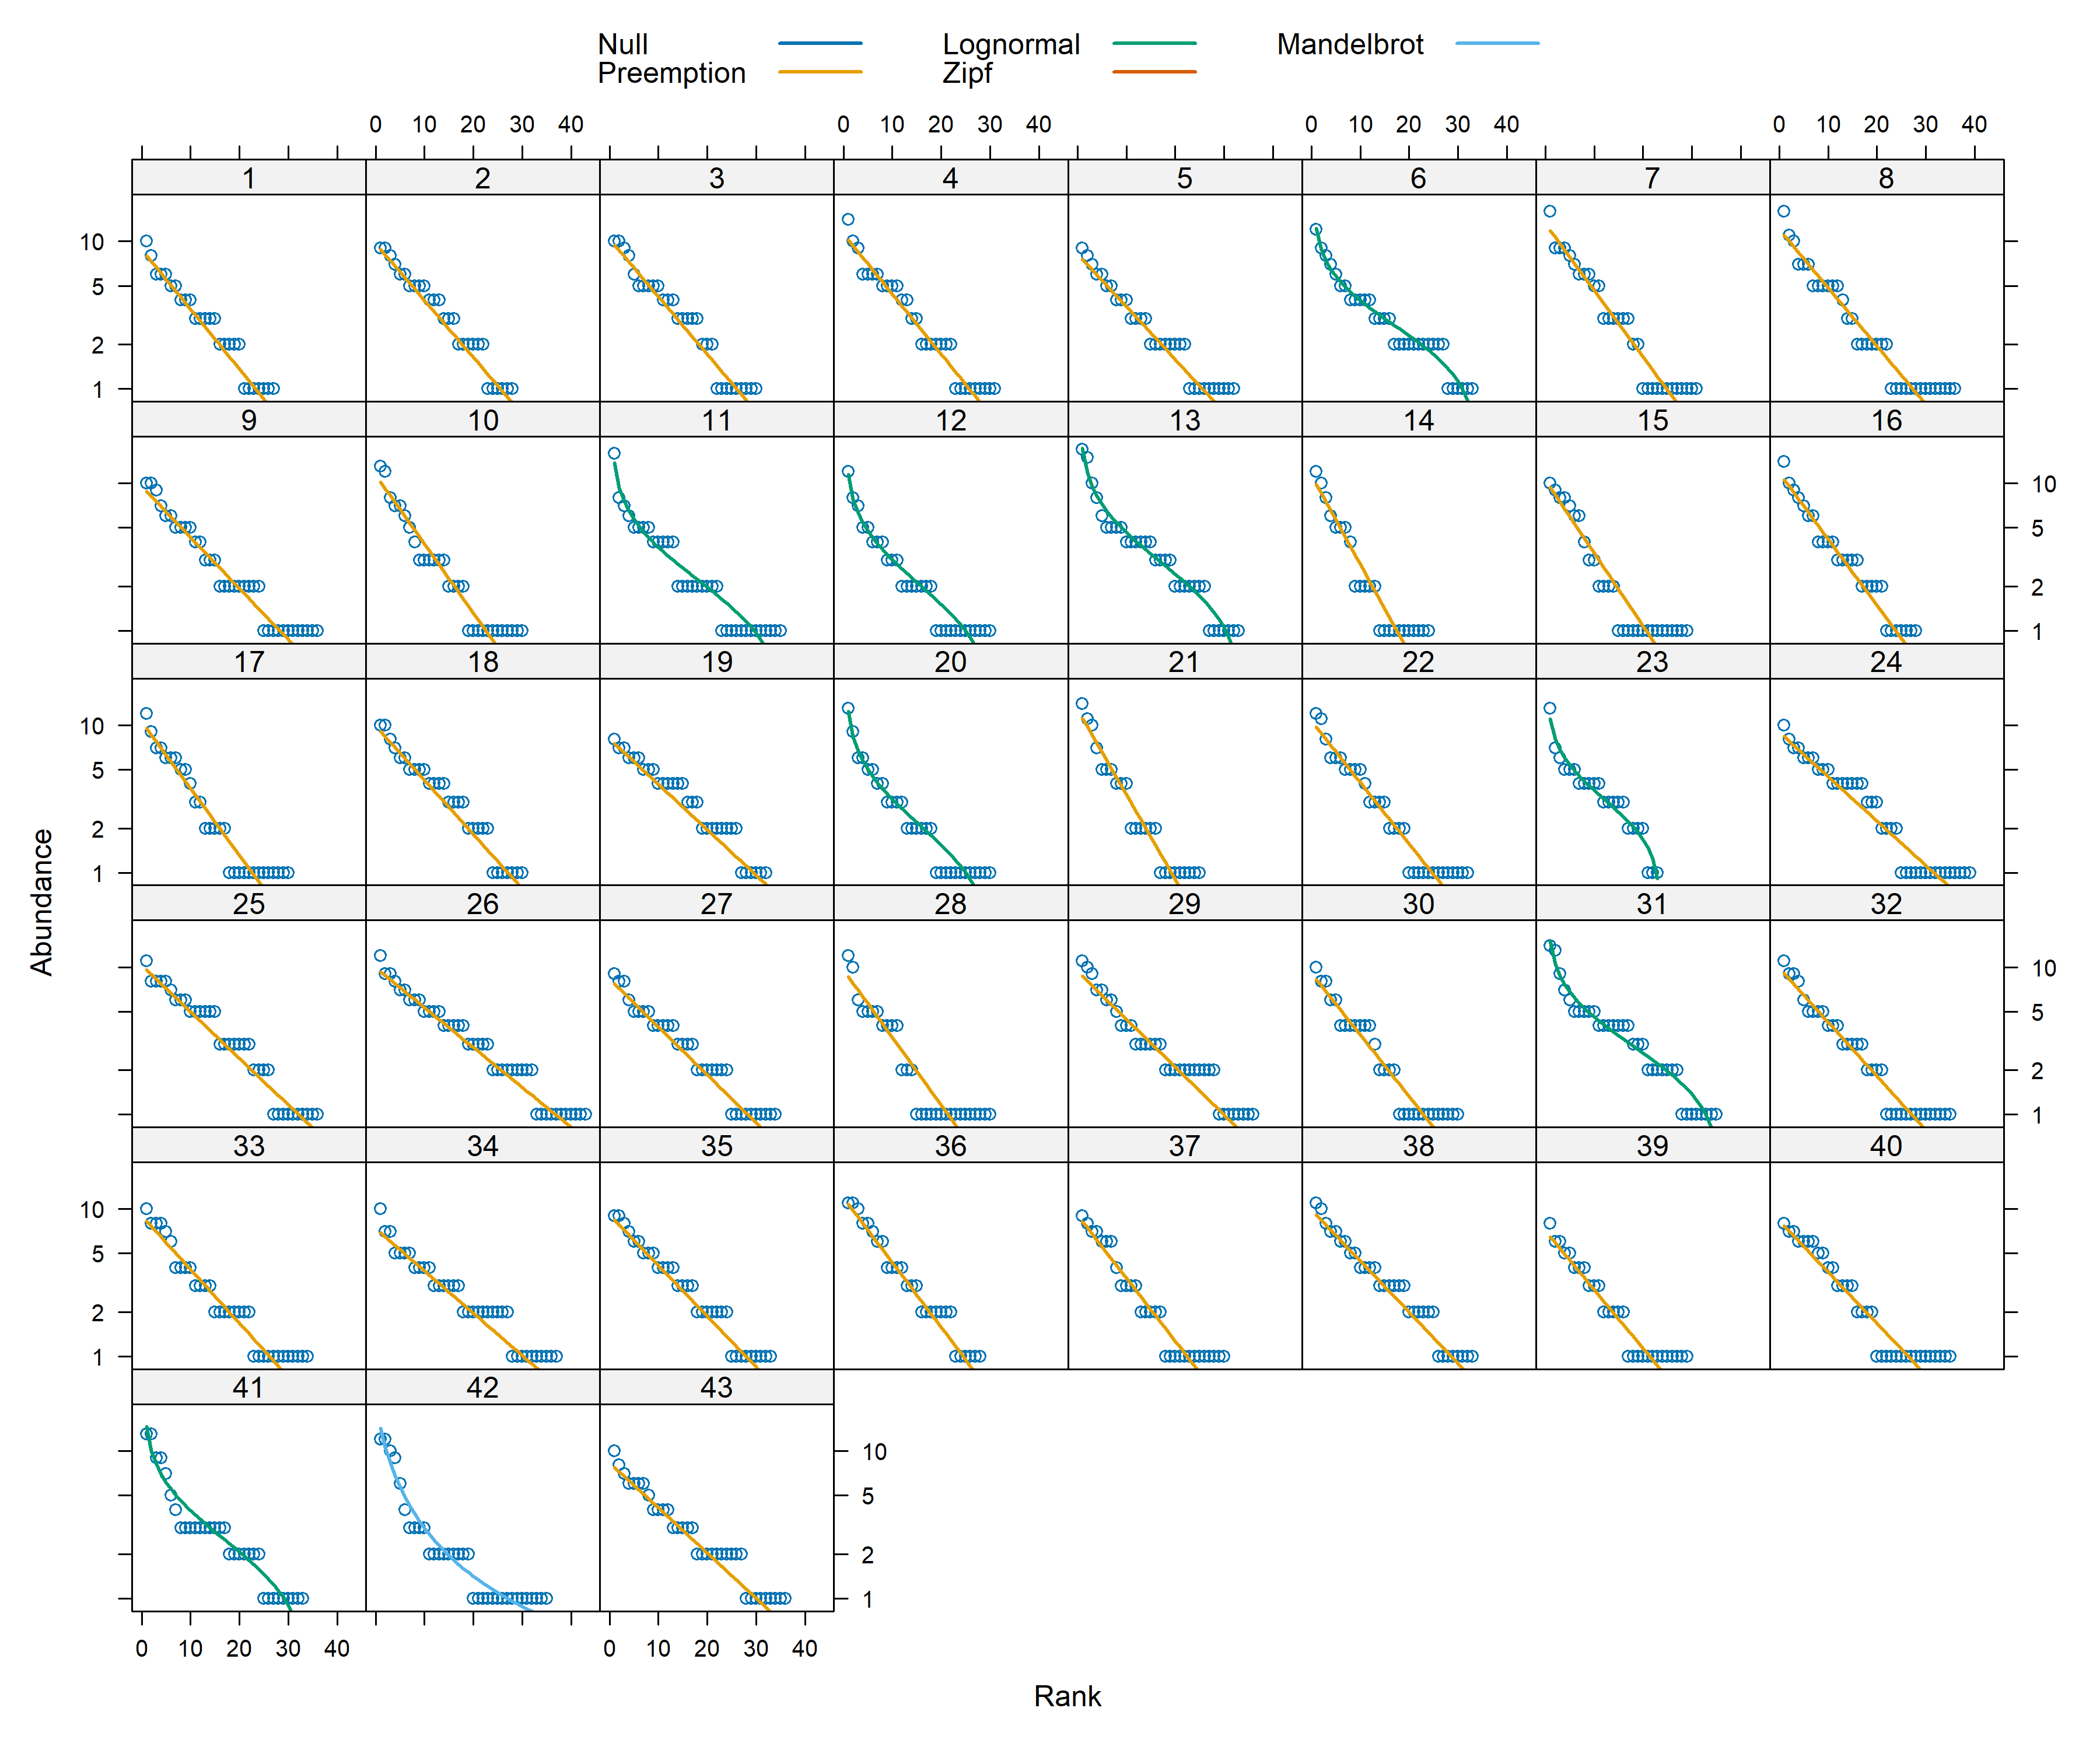 Null Lognormal Mandelbrot
Preemption Zipf
0 10 20 30 40 0 10 20 30 40 0 10 20 30 40 0 10 20 30 40
1 2 3 4 5 6 7 8
10
5
2
1
9 10 11 12 13 14 15 16
10
5
2
1
17 18 19 20 21 22 23 24
10
5
2
1
Abundance
25 26 27 28 29 30 31 32
10
5
2
1
33 34 35 36 37 38 39 40
10
5
2
1
41 42 43
10
5
2
1
0 10 20 30 40 0 10 20 30 40
Rank